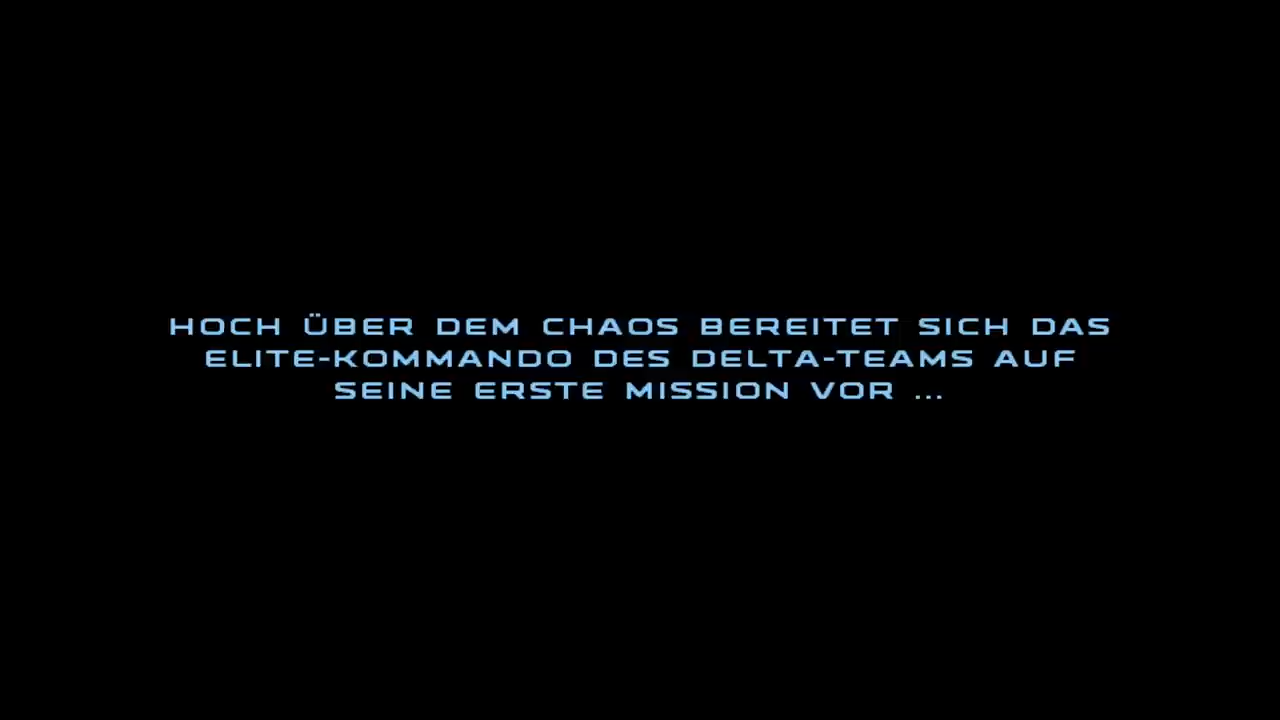 HOCH ÜBER DEM CHAOS BEREITET SICH DAS
ELITE-KOMMANDO DES DELTA-TEAMS AUF
SEINE ERSTE MISSION VOR ...